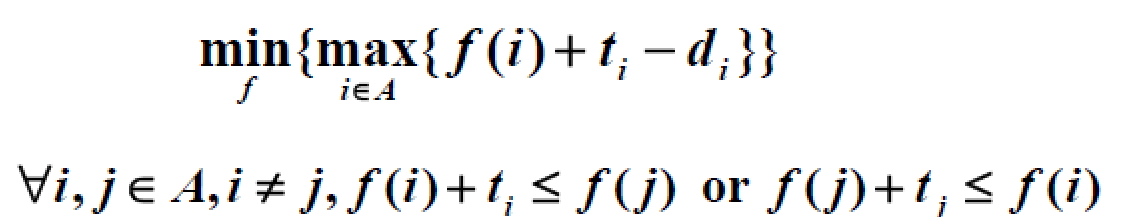 min{max{f(i)+t_i−d_i}}
f i∈A
∀i,j∈A,i≠j,f(i)+t_i≤f(j) or f(j)+t_j≤f(i)